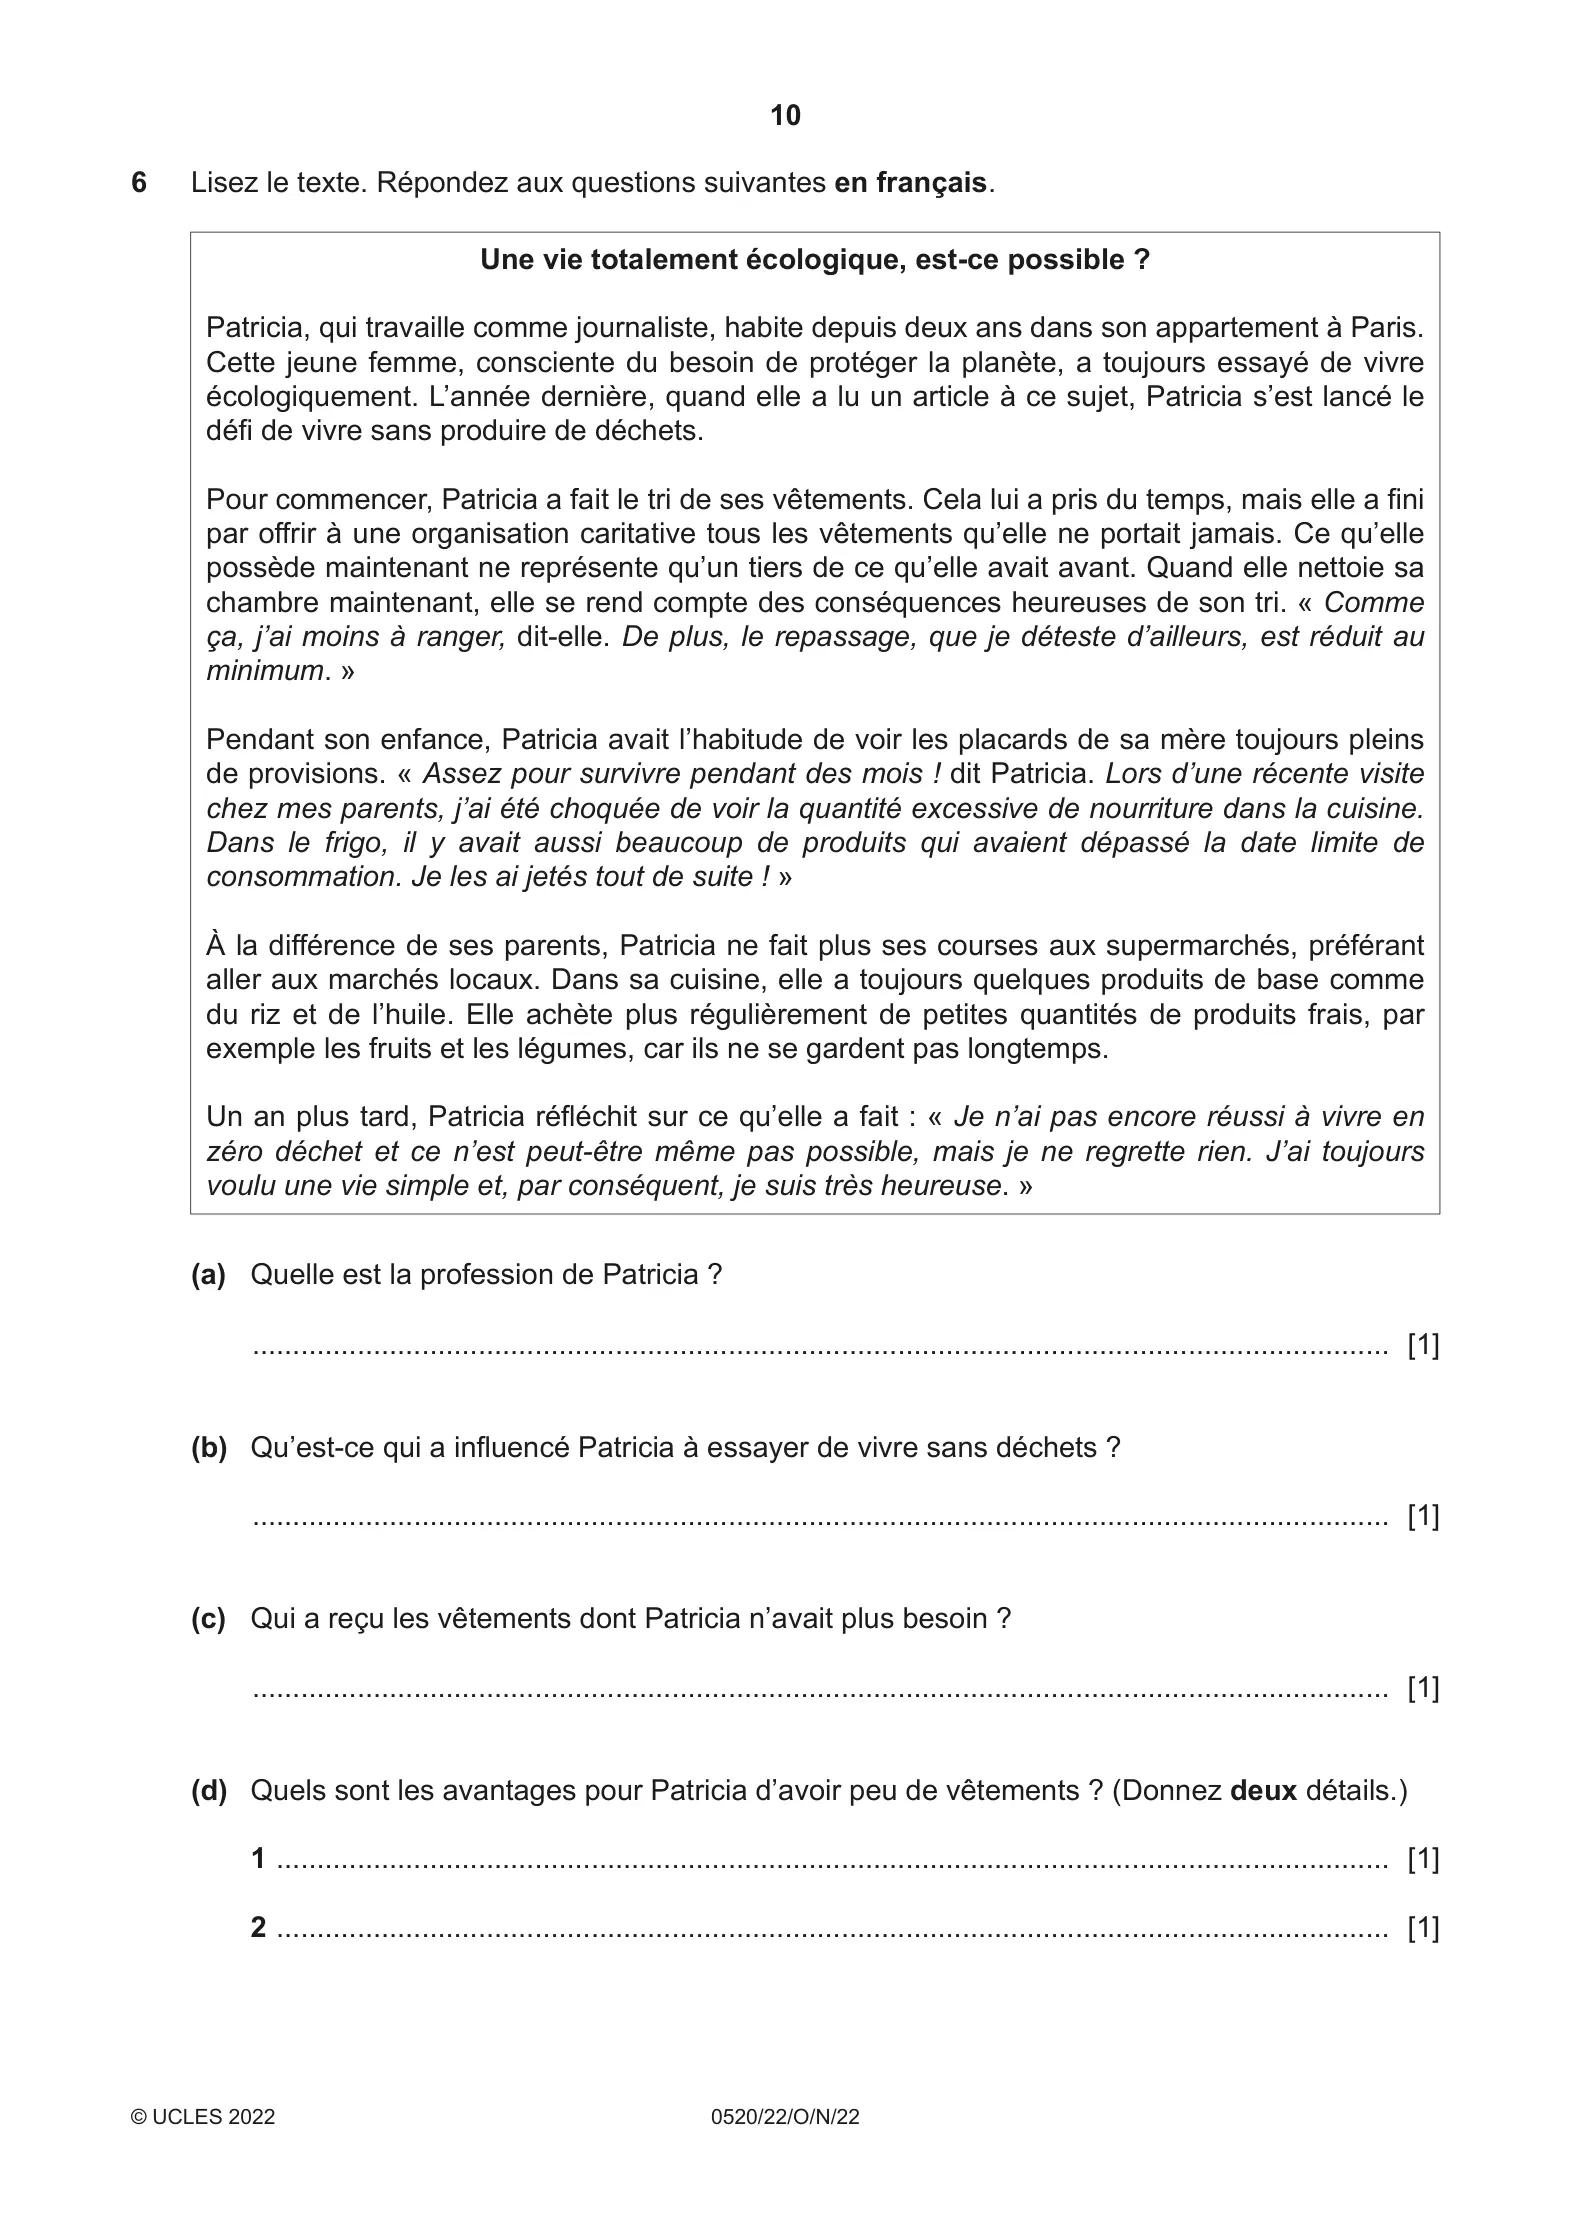 10
6 Lisez le texte. Répondez aux questions suivantes en français.
Une vie totalement écologique, est-ce possible ?
Patricia, qui travaille comme journaliste, habite depuis deux ans dans son appartement à Paris.
Cette jeune femme, consciente du besoin de protéger la planète, a toujours essayé de vivre
écologiquement. L’année dernière, quand elle a lu un article à ce sujet, Patricia s’est lancé le
défi de vivre sans produire de déchets.
Pour commencer, Patricia a fait le tri de ses vêtements. Cela lui a pris du temps, mais elle a fini
par offrir à une organisation caritative tous les vêtements qu’elle ne portait jamais. Ce qu’elle
possède maintenant ne représente qu’un tiers de ce qu’elle avait avant. Quand elle nettoie sa
chambre maintenant, elle se rend compte des conséquences heureuses de son tri. « Comme
ça, j’ai moins à ranger, dit-elle. De plus, le repassage, que je déteste d’ailleurs, est réduit au
minimum. »
Pendant son enfance, Patricia avait l’habitude de voir les placards de sa mère toujours pleins
de provisions. « Assez pour survivre pendant des mois ! dit Patricia. Lors d’une récente visite
chez mes parents, j’ai été choquée de voir la quantité excessive de nourriture dans la cuisine.
Dans le frigo, il y avait aussi beaucoup de produits qui avaient dépassé la date limite de
consommation. Je les ai jetés tout de suite ! »
À la différence de ses parents, Patricia ne fait plus ses courses aux supermarchés, préférant
aller aux marchés locaux. Dans sa cuisine, elle a toujours quelques produits de base comme
du riz et de l’huile. Elle achète plus régulièrement de petites quantités de produits frais, par
exemple les fruits et les légumes, car ils ne se gardent pas longtemps.
Un an plus tard, Patricia réfléchit sur ce qu’elle a fait : « Je n’ai pas encore réussi à vivre en
zéro déchet et ce n’est peut-être même pas possible, mais je ne regrette rien. J’ai toujours
voulu une vie simple et, par conséquent, je suis très heureuse. »
(a) Quelle est la profession de Patricia ?
[1]
(b) Qu’est-ce qui a influencé Patricia à essayer de vivre sans déchets ?
[1]
(c) Qui a reçu les vêtements dont Patricia n’avait plus besoin ?
[1]
(d) Quels sont les avantages pour Patricia d’avoir peu de vêtements ? (Donnez deux détails.)
1 [1]
2 [1]
© UCLES 2022 0520/22/O/N/22